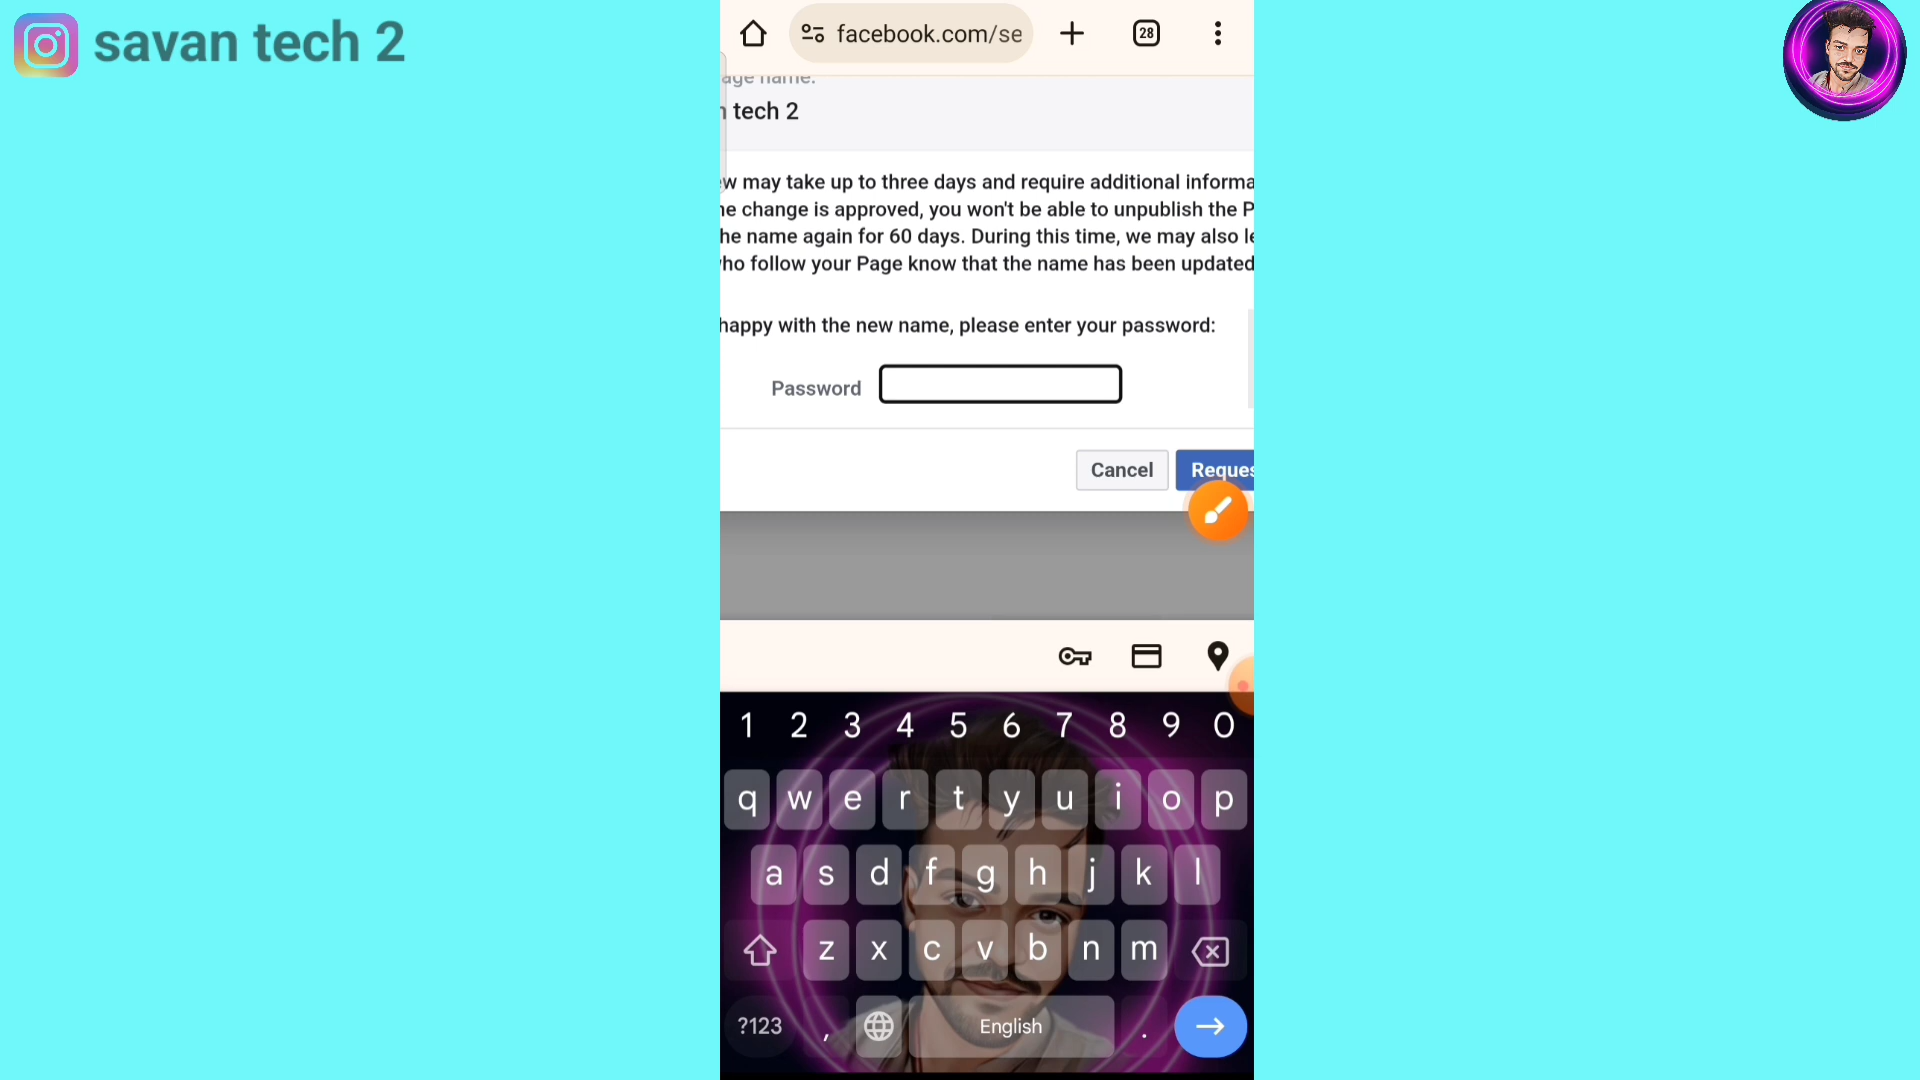 savan tech 2
facebook.com/se
28
age name:
tech 2
may take up to three days and require additional informa
change is approved, you won't be able to unpublish the P
he name again for 60 days. During this time, we may also le
ho follow your Page know that the name has been updated
happy with the new name, please enter your password:
Password
Cancel
Reques
1 2 3 4 5 6 7 8 9 0
q w e r t y u i o p
a s d f g h j k l
z x c v b n m
?123 , English .